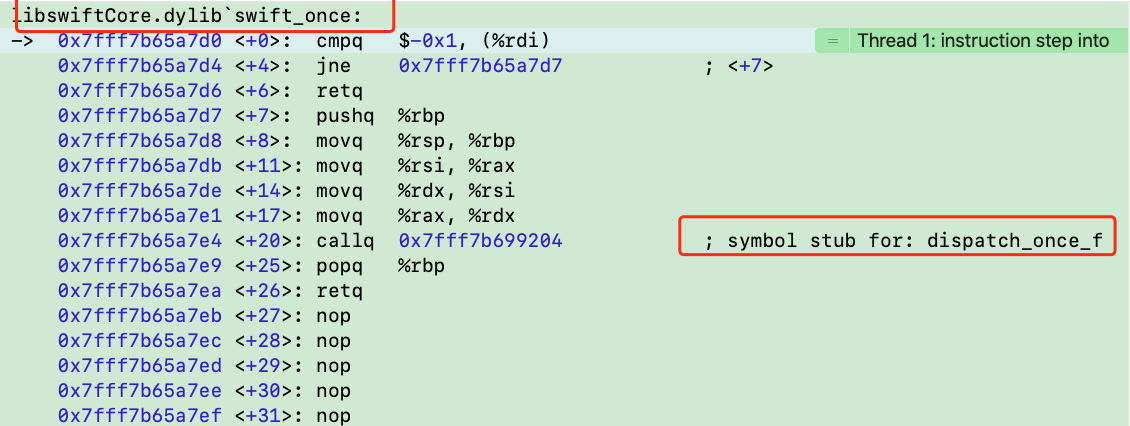 libswiftCore.dylib`swift_once:
-> 0x7fff7b65a7d0 <+0>: cmpq $-0x1, (%rdi) = Thread 1: instruction step into
0x7fff7b65a7d4 <+4>: jne 0x7fff7b65a7d7 ; <+7>
0x7fff7b65a7d6 <+6>: retq
0x7fff7b65a7d7 <+7>: pushq %rbp
0x7fff7b65a7d8 <+8>: movq %rsp, %rbp
0x7fff7b65a7db <+11>: movq %rsi, %rax
0x7fff7b65a7de <+14>: movq %rdx, %rsi
0x7fff7b65a7e1 <+17>: movq %rax, %rdx
0x7fff7b65a7e4 <+20>: callq 0x7fff7b699204 ; symbol stub for: dispatch_once_f
0x7fff7b65a7e9 <+25>: popq %rbp
0x7fff7b65a7ea <+26>: retq
0x7fff7b65a7eb <+27>: nop
0x7fff7b65a7ec <+28>: nop
0x7fff7b65a7ed <+29>: nop
0x7fff7b65a7ee <+30>: nop
0x7fff7b65a7ef <+31>: nop